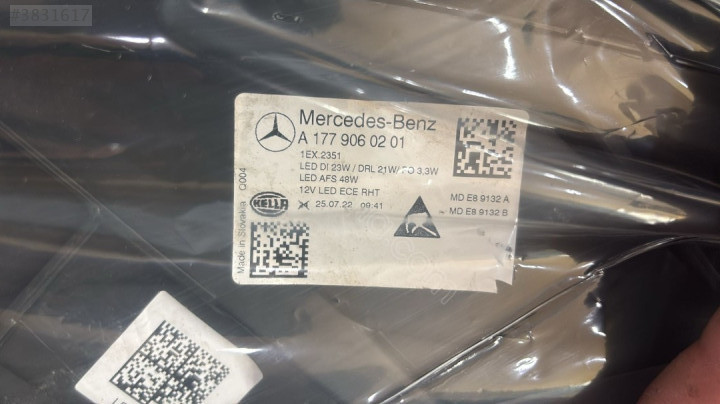 #3831617
Mercedes-Benz
A 177 906 02 01
1EX.2351
LED DI 23W / DRL 21W/ PO 3,3W
LED AFS 48W
12V LED ECE RHT
HELLA
25.07.22 09:41
MD E8 9132 A
MD E8 9132 B
Made in Slovakia Q004